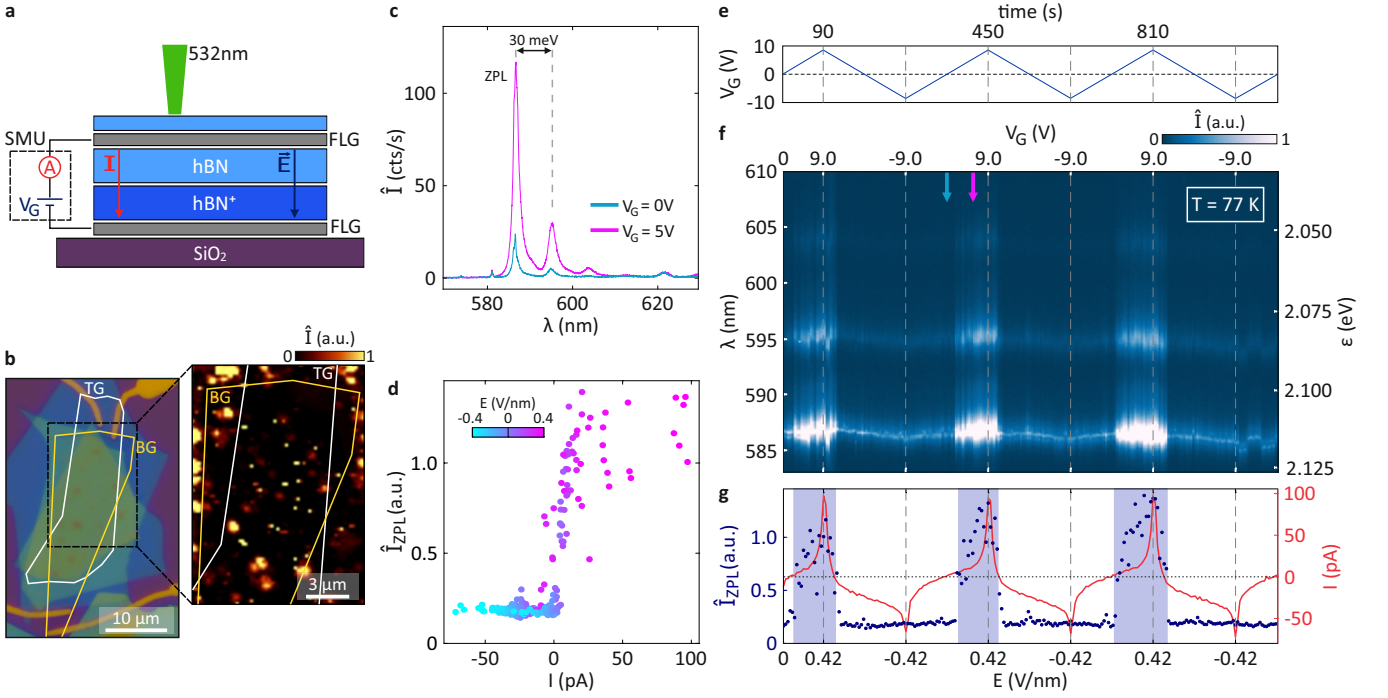 a
532nm
SMU
A
V_G
I
E
FLG
hBN
hBN⁺
FLG
SiO₂
b
TG
BG
10 µm
Î (a.u.)
0
1
TG
BG
3 µm
c
30 meV
ZPL
V_G = 0V
V_G = 5V
Î (cts/s)
100
50
0
580
600
620
λ (nm)
d
E (V/nm)
-0.4 0 0.4
Î_ZPL(a.u.)
1.0
0.5
0
-50
0
50
100
I (pA)
e
time (s)
90
450
810
V_G (V)
10
0
-10
f
V_G (V)
Î (a.u.)
0
1
0
9.0
-9.0
9.0
-9.0
9.0
-9.0
T = 77 K
λ (nm)
610
605
600
595
590
585
ε (eV)
2.050
2.075
2.100
2.125
g
Î_ZPL(a.u.)
1.0
0.5
0
I (pA)
100
50
0
-50
0
0.42
-0.42
0.42
-0.42
0.42
-0.42
E (V/nm)